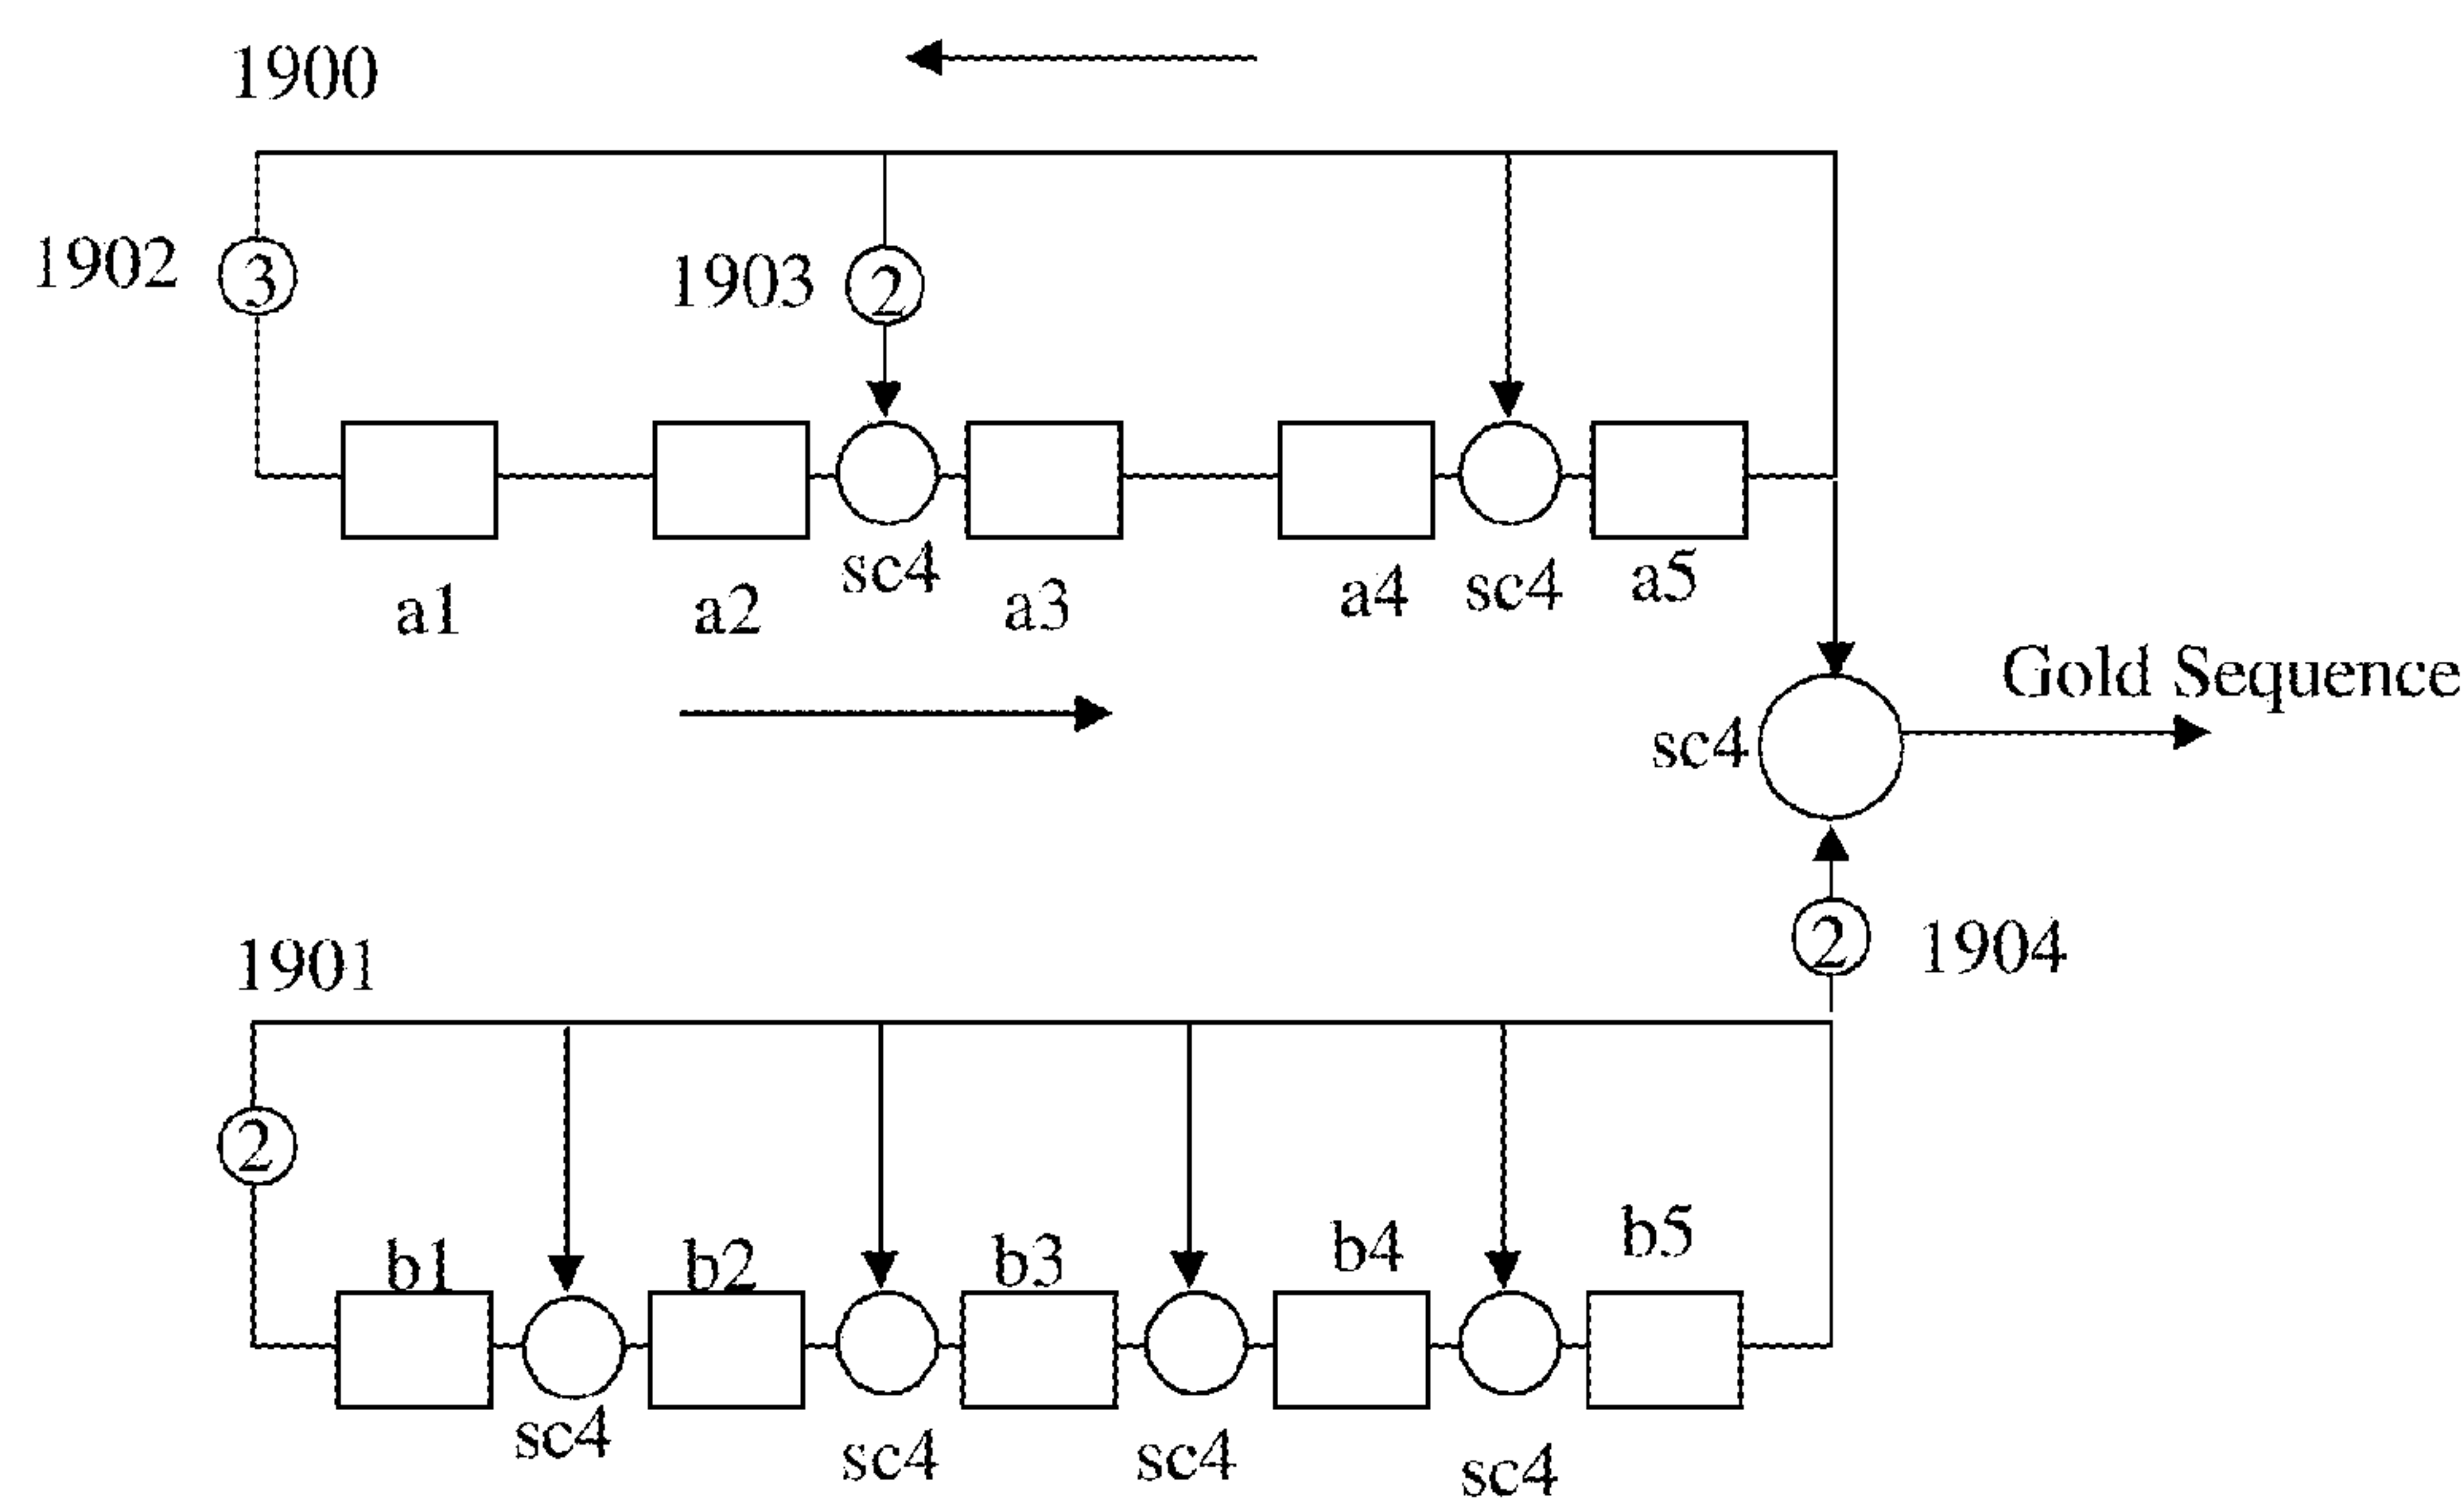 1900
1902 3
1903 2
sc4
sc4
a1
a2
a3
a4
a5
Gold Sequence
sc4
2 1904
1901
2
b1
b2
b3
b4
b5
sc4
sc4
sc4
sc4